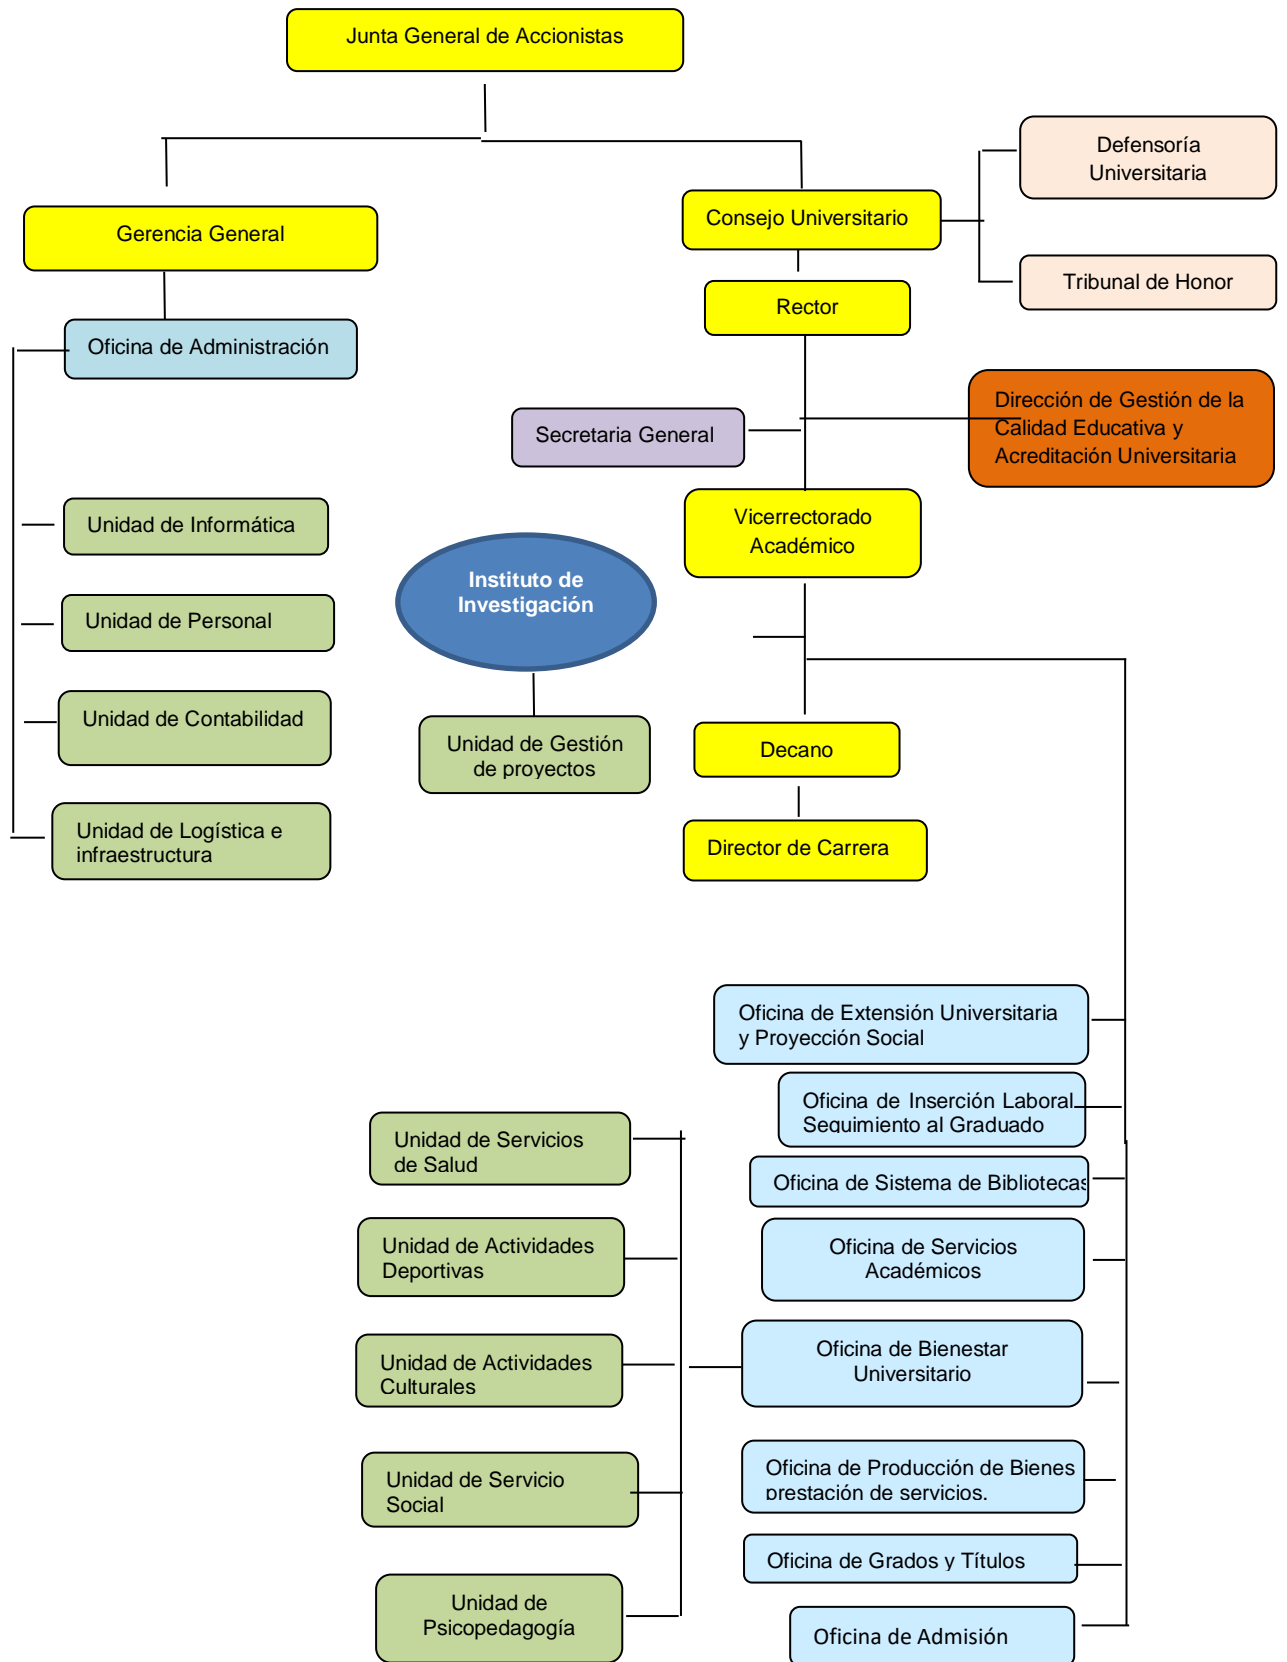 Junta General de Accionistas
Defensoría
Universitaria
Gerencia General
Consejo Universitario
Tribunal de Honor
Rector
Oficina de Administración
Dirección de Gestión de la
Calidad Educativa y
Acreditación Universitaria
Secretaria General
Unidad de Informática
Vicerrectorado
Académico
Instituto de
Investigación
Unidad de Personal
Unidad de Contabilidad
Unidad de Gestión
de proyectos
Decano
Unidad de Logística e
infraestructura
Director de Carrera
Oficina de Extensión Universitaria
y Proyección Social
Oficina de Inserción Laboral
Seguimiento al Graduado
Unidad de Servicios
de Salud
Oficina de Sistema de Bibliotecas
Unidad de Actividades
Deportivas
Oficina de Servicios
Académicos
Unidad de Actividades
Culturales
Oficina de Bienestar
Universitario
Unidad de Servicio
Social
Oficina de Producción de Bienes
prestación de servicios.
Oficina de Grados y Títulos
Unidad de
Psicopedagogía
Oficina de Admisión